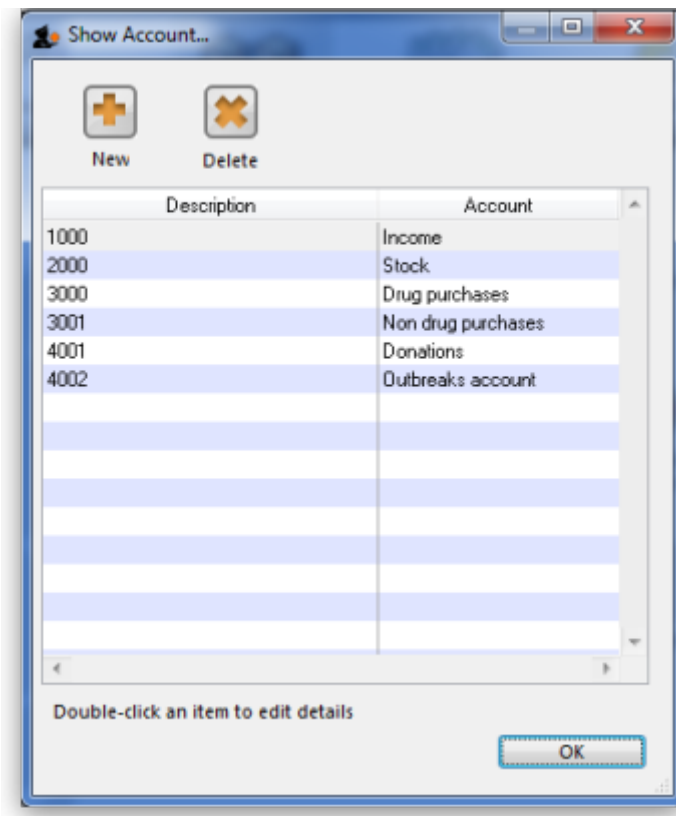 Show Account...
New Delete
Description Account
1000 Income
2000 Stock
3000 Drug purchases
3001 Non drug purchases
4001 Donations
4002 Outbreaks account
Double-click an item to edit details
OK